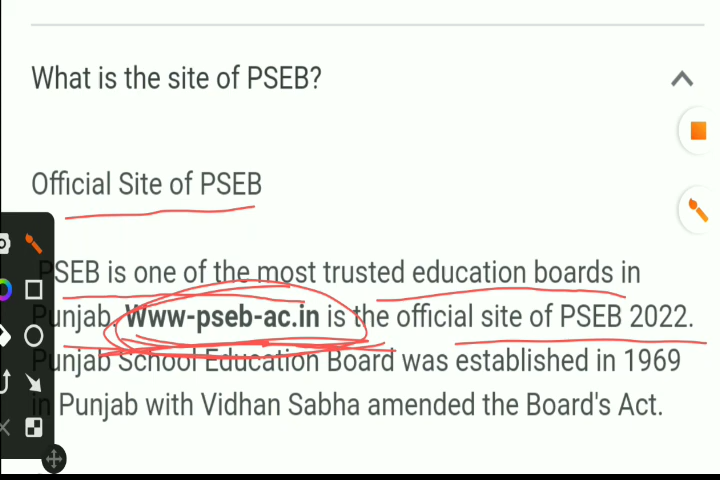 What is the site of PSEB?
Official Site of PSEB
PSEB is one of the most trusted education boards in
Punjab. Www-pseb-ac.in is the official site of PSEB 2022.
Punjab School Education Board was established in 1969
in Punjab with Vidhan Sabha amended the Board's Act.